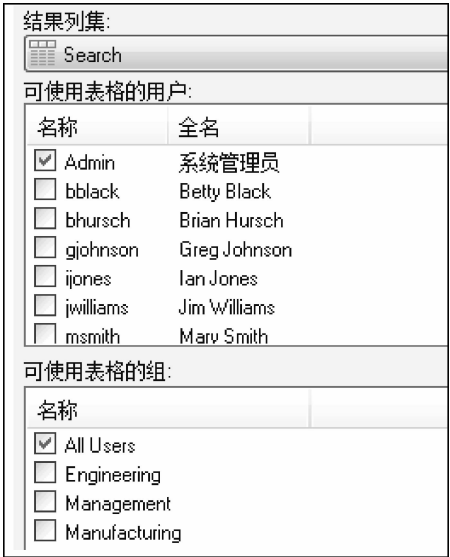 结果列集:
Search
可使用表格的用户:
名称 全名
Admin 系统管理员
bblack Betty Black
bhursch Brian Hursch
gjohnson Greg Johnson
ijones Ian Jones
jwilliams Jim Williams
msmith Mary Smith
可使用表格的组:
名称
All Users
Engineering
Management
Manufacturing